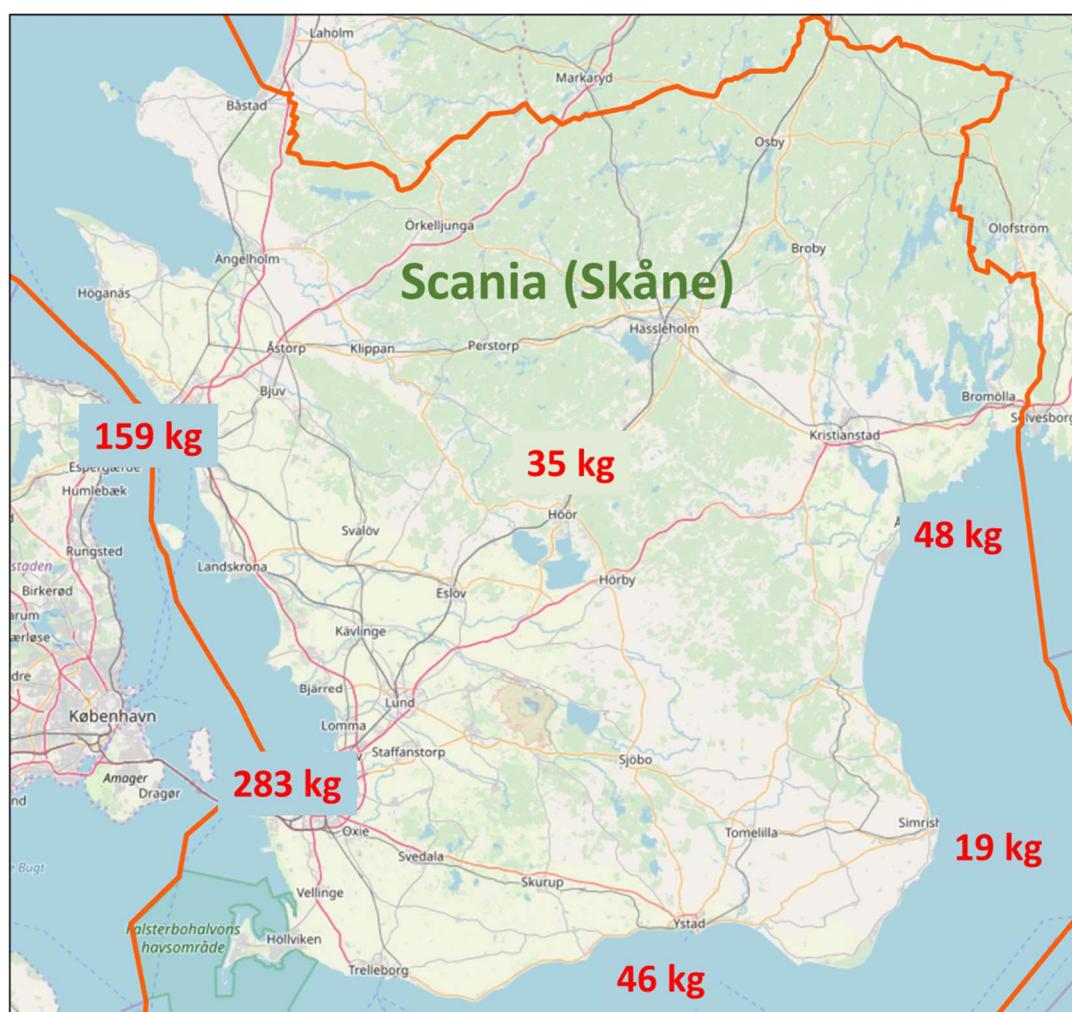 Laholm
Markaryd
Båstad
Osby
Örkelljunga
Olofström
Broby
Ängelholm
Scania (Skåne)
Höganäs
Hässleholm
Åstorp
Klippan
Perstorp
Bjuv
Bromölla
Sölvesborg
159 kg
Kristianstad
35 kg
Espergærde
Humlebæk
Höör
Svalöv
48 kg
Rungsted
Landskrona
Hörby
Birkerød
Eslöv
Kävlinge
Bjärred
Lund
København
Lomma
Staffanstorp
Sjöbo
Amager
283 kg
Dragør
Oxie
Tomelilla
Simrish
Svedala
19 kg
e Bugt
Skurup
Vellinge
Ystad
Falsterbohalvöns
havsområde
Höllviken
Trelleborg
46 kg